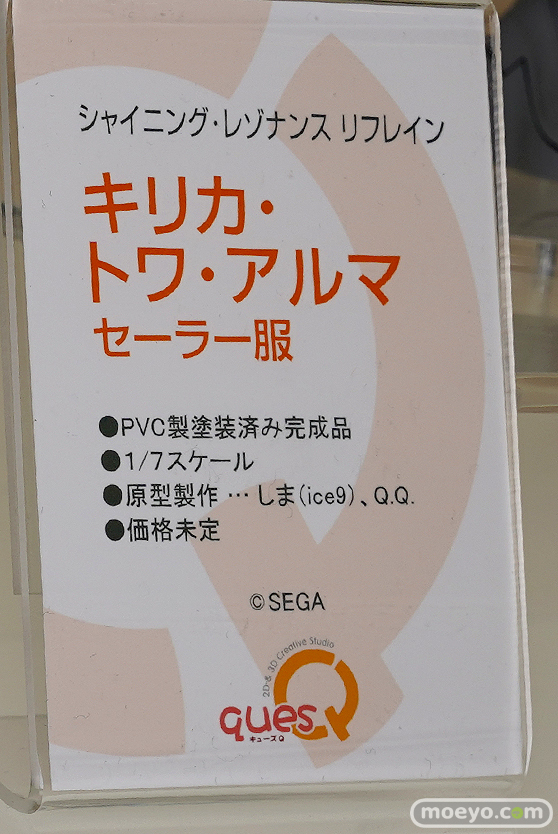 シャイニング・レゾナンス リフレイン
キリカ・
トワ・アルマ
セーラー服
●PVC製塗装済み完成品
●1/7スケール
●原型製作 … しま(ice9)、Q.Q.
●価格未定
©SEGA
2D & 3D Creative Studio
quesQ
キューズQ
moeyo.com